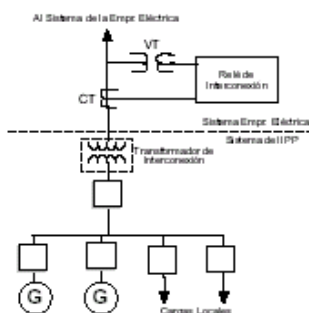 Al Sistema de la Empr. Eléctrica
VT
Relé de
Interconexión
CT
Sistema Empr. Eléctrica
Sistema del IPP
Transformador de
Interconexión
G
G
Cargas Locales